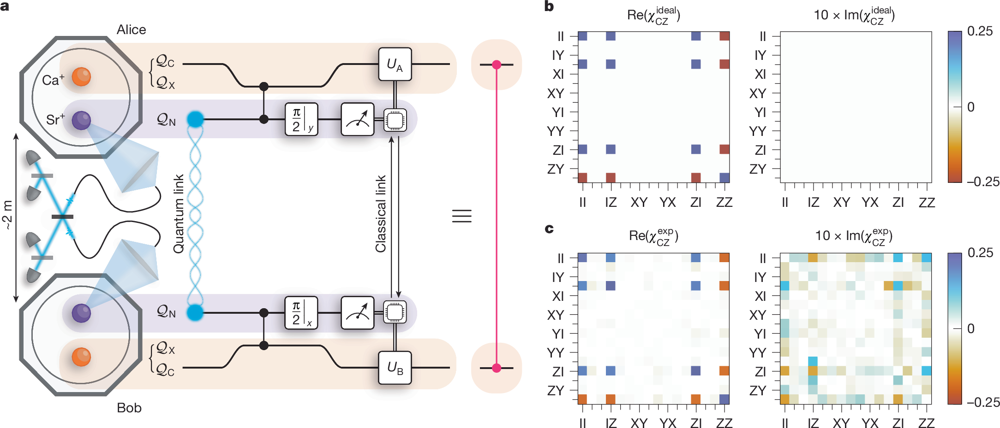 a
Alice
Ca⁺
Sr⁺
𝒬C
𝒬X
𝒬N
π/2|y
UA
~2 m
Quantum link
Classical link
≡
𝒬N
π/2|x
𝒬X
𝒬C
UB
Bob
b
Re(χ^ideal_CZ)
10 × Im(χ^ideal_CZ)
II
IY
XI
XY
YI
YY
ZI
ZY
II IZ XY YX ZI ZZ
II
IY
XI
XY
YI
YY
ZI
ZY
II IZ XY YX ZI ZZ
0.25
0
−0.25
c
Re(χ^exp_CZ)
10 × Im(χ^exp_CZ)
II
IY
XI
XY
YI
YY
ZI
ZY
II IZ XY YX ZI ZZ
II
IY
XI
XY
YI
YY
ZI
ZY
II IZ XY YX ZI ZZ
0.25
0
−0.25